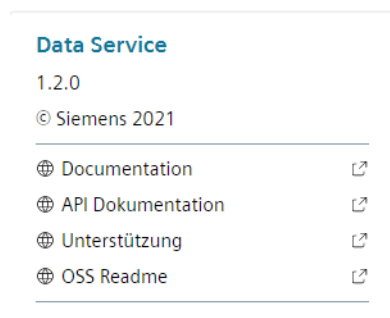 Data Service
1.2.0
© Siemens 2021
Documentation
API Dokumentation
Unterstützung
OSS Readme